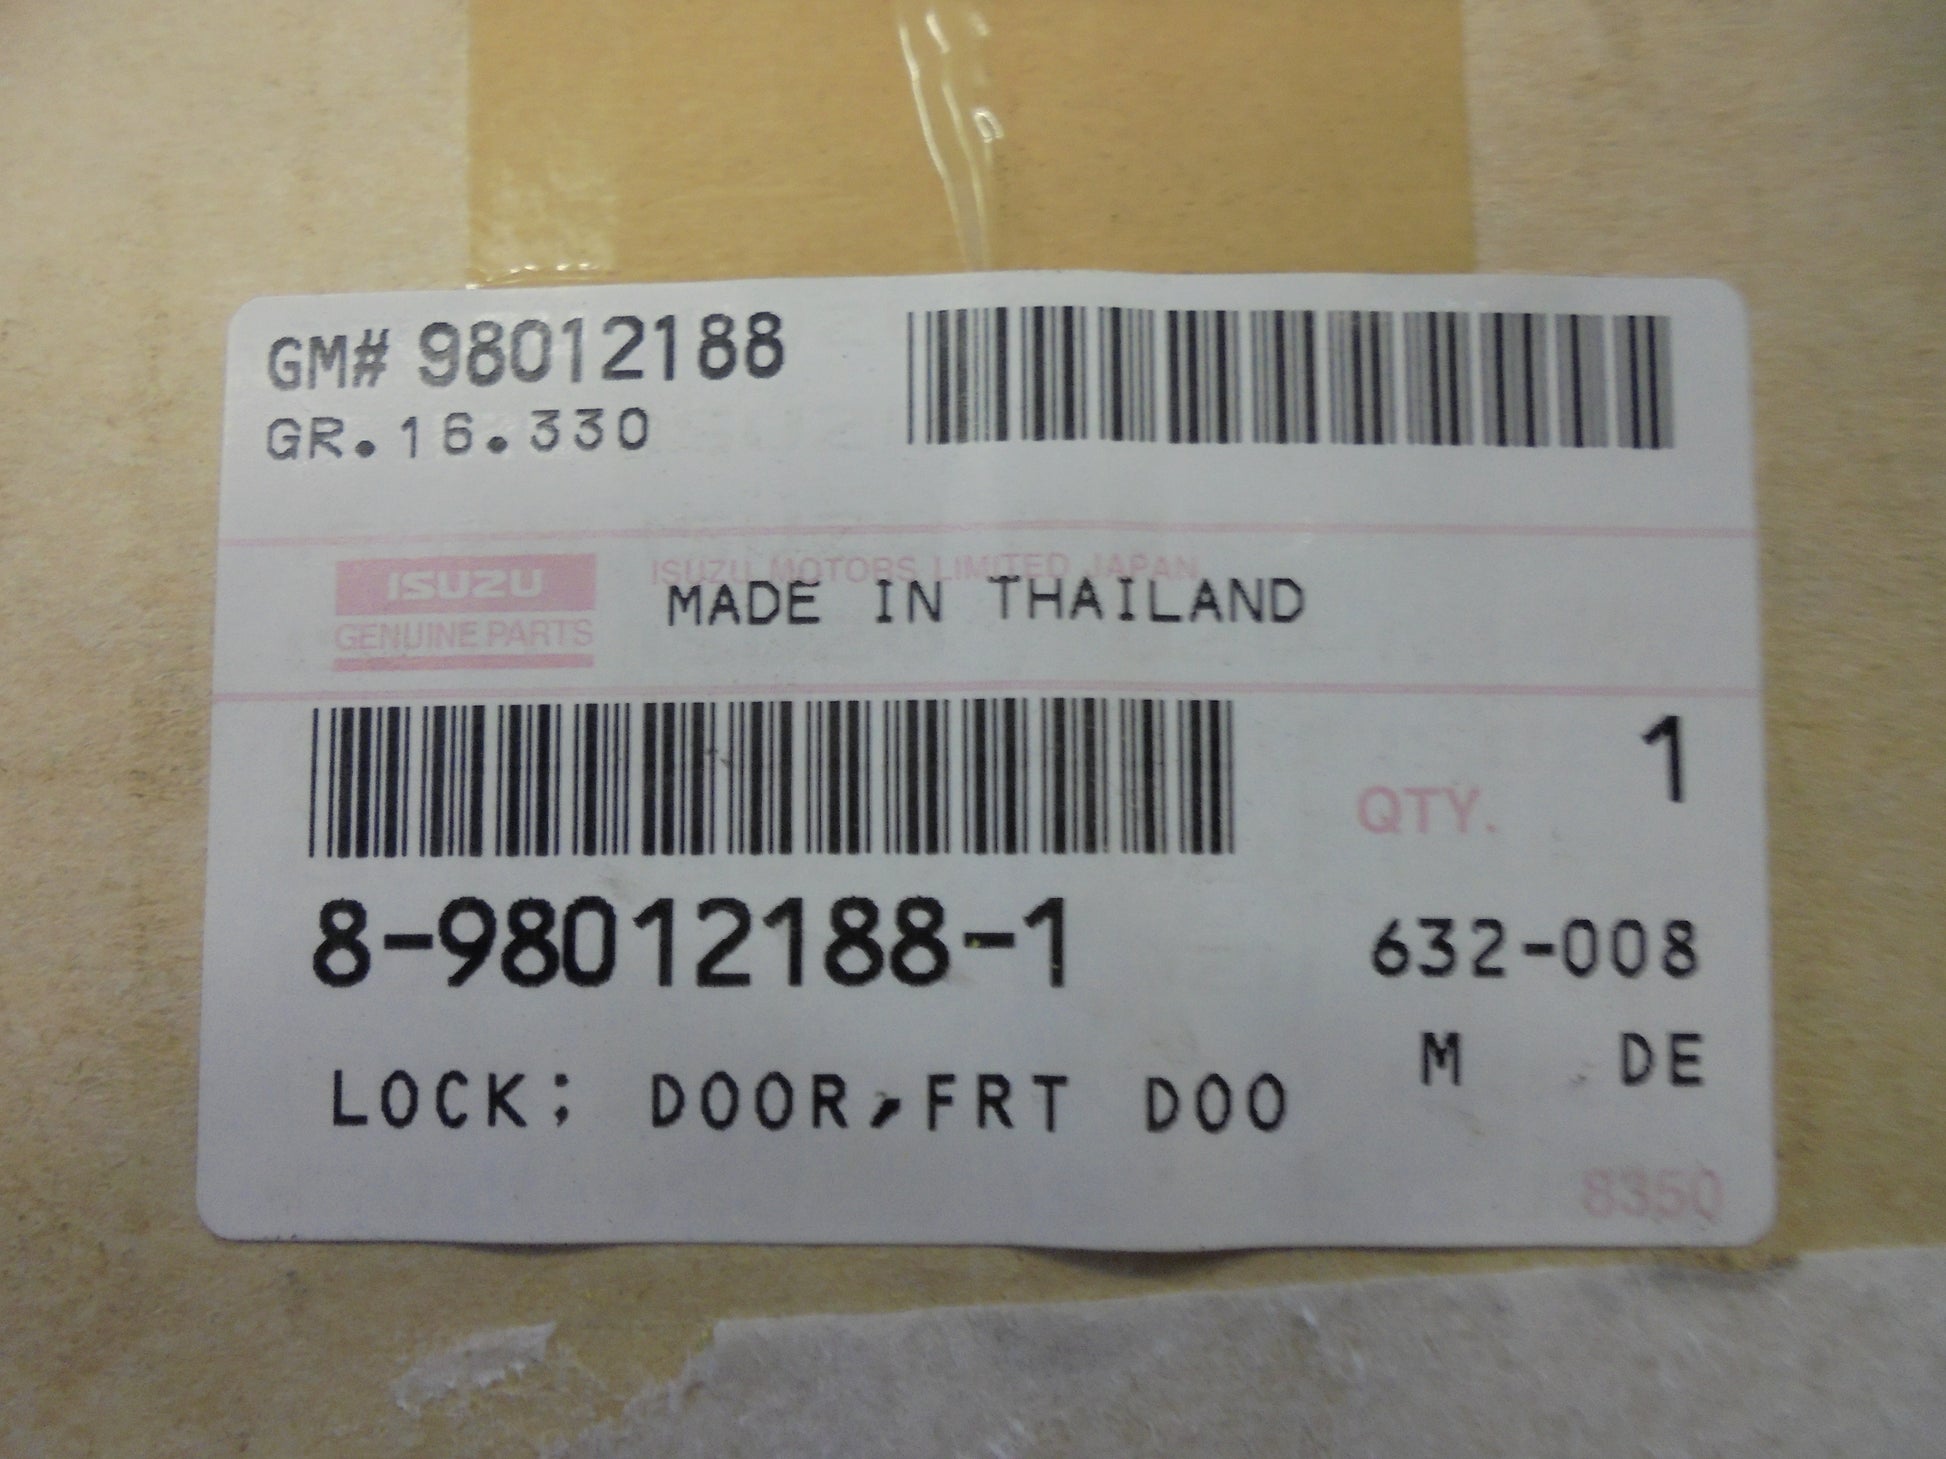 GM# 98012188
GR.16.330
ISUZU
GENUINE PARTS
ISUZU MOTORS LIMITED JAPAN
MADE IN THAILAND
QTY. 1
8-98012188-1
632-008
M DE
LOCK; DOOR,FRT DOO
8350